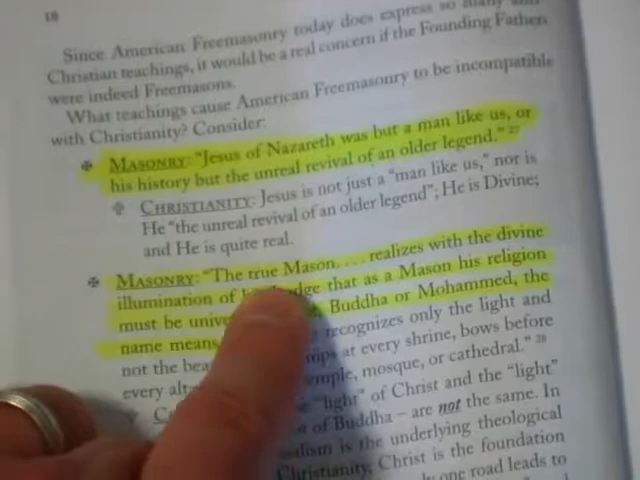 18
Since American Freemasonry today does express so many
Christian teachings, it would be a real concern if the Founding Fathers
were indeed Freemasons.
What teachings cause American Freemasonry to be incompatible
with Christianity? Consider:
✠ MASONRY: "Jesus of Nazareth was but a man like us, or
his history but the unreal revival of an older legend." 27
✞ CHRISTIANITY: Jesus is not just a "man like us," nor is
He "the unreal revival of an older legend"; He is Divine;
and He is quite real.
✠ MASONRY: "The true Mason. . . . realizes with the divine
illumination of that as a Mason his religion
must be Buddha or Mohammed, the
name means recognizes only the light and
not the at every shrine, bows before
every mosque, or cathedral." 28
"light" of Christ and the "light"
of Buddha – are not the same. In
is the underlying theological
Christianity, Christ is the foundation
one road leads to